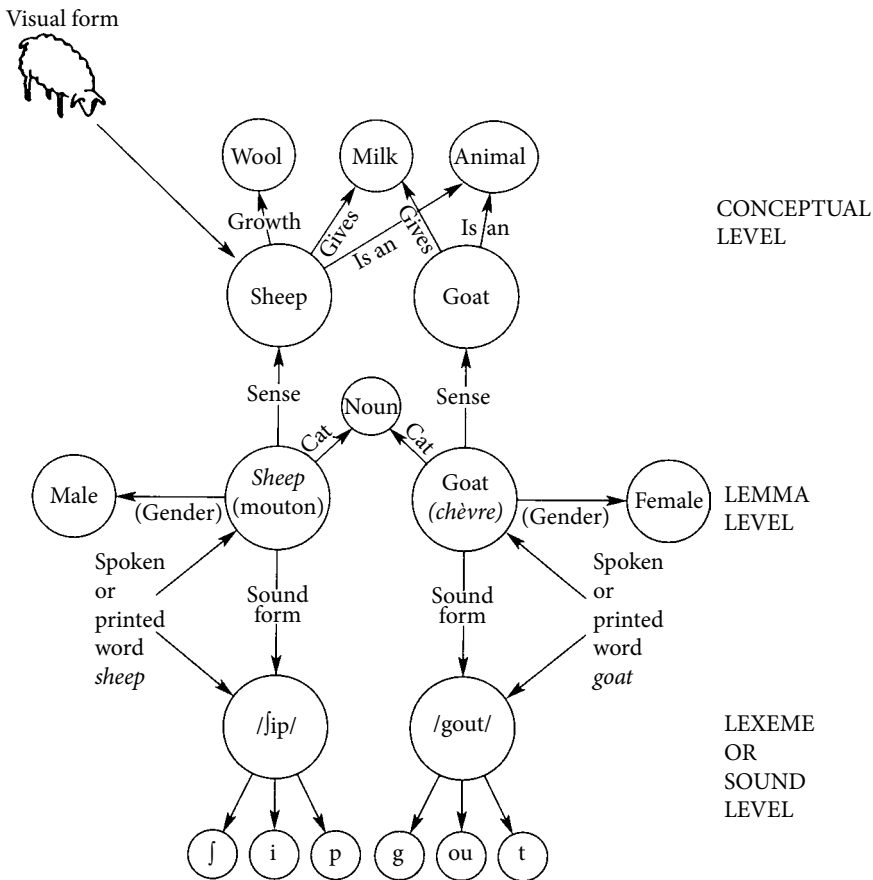 Visual form
Wool
Milk
Animal
Growth
Gives
Is an
Gives
Is an
CONCEPTUAL
LEVEL
Sheep
Goat
Sense
Noun
Sense
Cat
Cat
Male
(Gender)
Sheep
(mouton)
Goat
(chèvre)
(Gender)
Female
LEMMA
LEVEL
Spoken
or
printed
word
sheep
Sound
form
Sound
form
Spoken
or
printed
word
goat
/ʃip/
/gout/
LEXEME
OR
SOUND
LEVEL
ʃ
i
p
g
ou
t